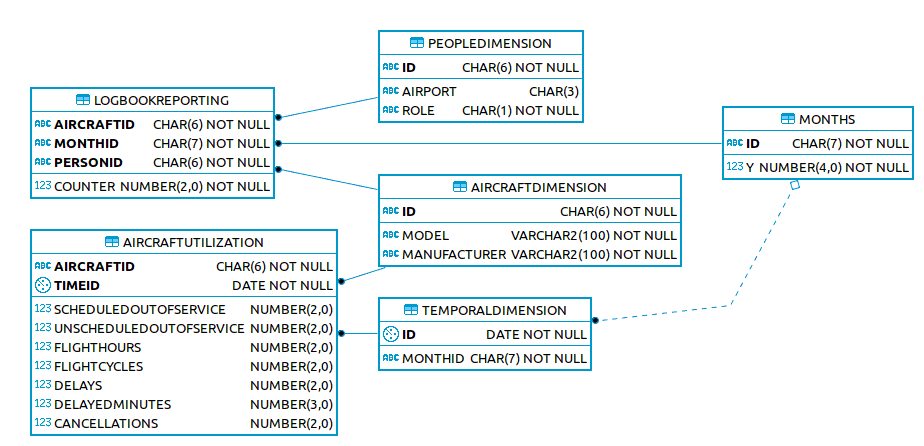 PEOPLEDIMENSION
ABC ID CHAR(6) NOT NULL
ABC AIRPORT CHAR(3)
ABC ROLE CHAR(1) NOT NULL
LOGBOOKREPORTING
ABC AIRCRAFTID CHAR(6) NOT NULL
ABC MONTHID CHAR(7) NOT NULL
ABC PERSONID CHAR(6) NOT NULL
123 COUNTER NUMBER(2,0) NOT NULL
MONTHS
ABC ID CHAR(7) NOT NULL
123 Y NUMBER(4,0) NOT NULL
AIRCRAFTDIMENSION
ABC ID CHAR(6) NOT NULL
ABC MODEL VARCHAR2(100) NOT NULL
ABC MANUFACTURER VARCHAR2(100) NOT NULL
AIRCRAFTUTILIZATION
ABC AIRCRAFTID CHAR(6) NOT NULL
TIMEID DATE NOT NULL
123 SCHEDULEDOUTOFSERVICE NUMBER(2,0)
123 UNSCHEDULEDOUTOFSERVICE NUMBER(2,0)
123 FLIGHTHOURS NUMBER(2,0)
123 FLIGHTCYCLES NUMBER(2,0)
123 DELAYS NUMBER(2,0)
123 DELAYEDMINUTES NUMBER(3,0)
123 CANCELLATIONS NUMBER(2,0)
TEMPORALDIMENSION
ID DATE NOT NULL
ABC MONTHID CHAR(7) NOT NULL